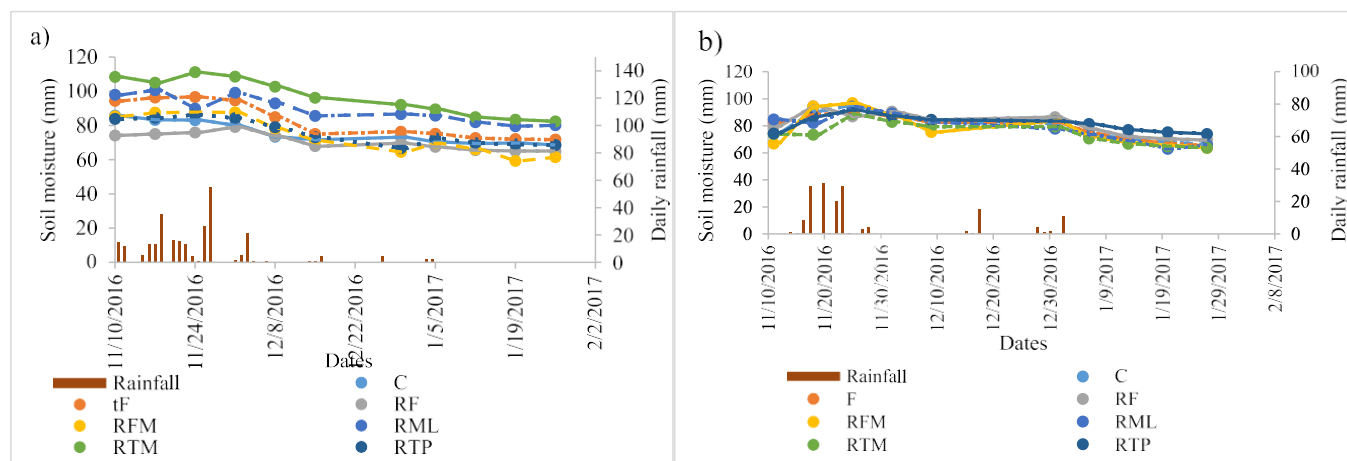 a)
Soil moisture (mm)
120
100
80
60
40
20
0
140
120
100
80
60
40
20
0
Daily rainfall (mm)
11/10/2016
11/24/2016
12/8/2016
12/22/2016
1/5/2017
1/19/2017
2/2/2017
Dates
Rainfall
C
tF
RF
RFM
RML
RTM
RTP
b)
Soil moisture (mm)
120
100
80
60
40
20
0
100
80
60
40
20
0
Daily rainfall (mm)
11/10/2016
11/20/2016
11/30/2016
12/10/2016
12/20/2016
12/30/2016
1/9/2017
1/19/2017
1/29/2017
2/8/2017
Dates
Rainfall
C
F
RF
RFM
RML
RTM
RTP